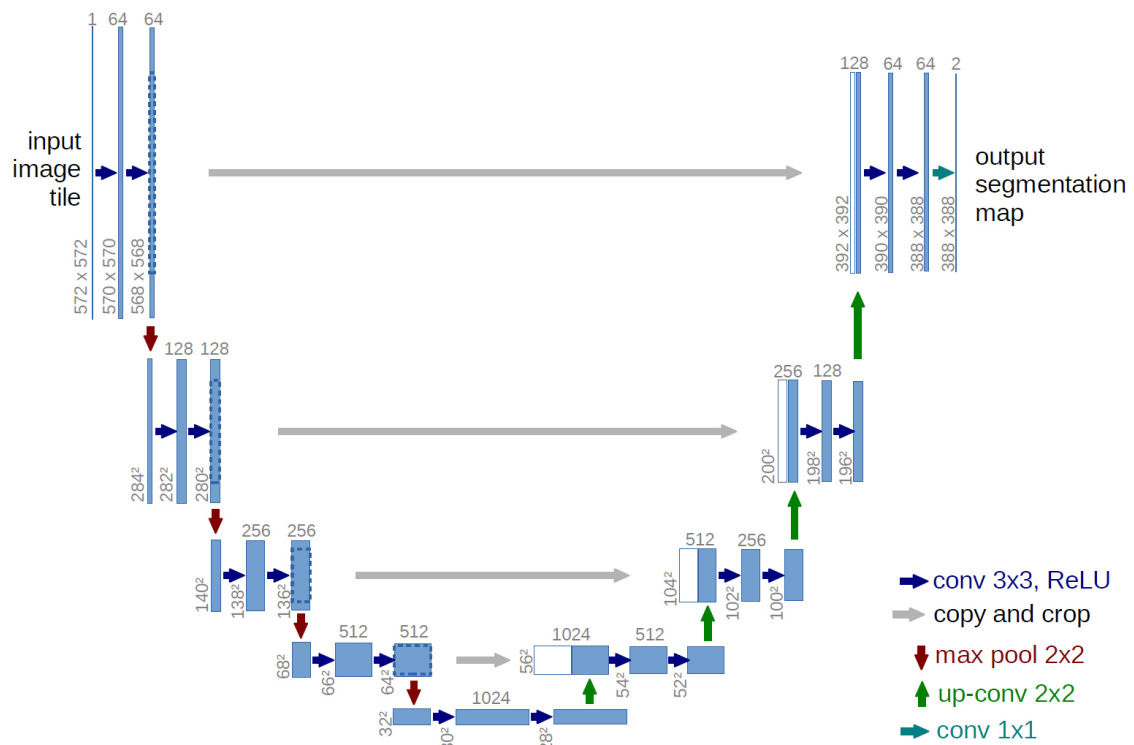 1 64 64
128 64 64 2
input
image
tile
output
segmentation
map
572 x 572
570 x 570
568 x 568
392 x 392
390 x 390
388 x 388
388 x 388
128 128
256 128
284²
282²
280²
200²
198²
196²
256 256
512 256
140²
138²
136²
104²
102²
100²
512 512
1024 512
68²
66²
64²
56²
54²
52²
1024
32²
conv 3x3, ReLU
copy and crop
max pool 2x2
up-conv 2x2
conv 1x1